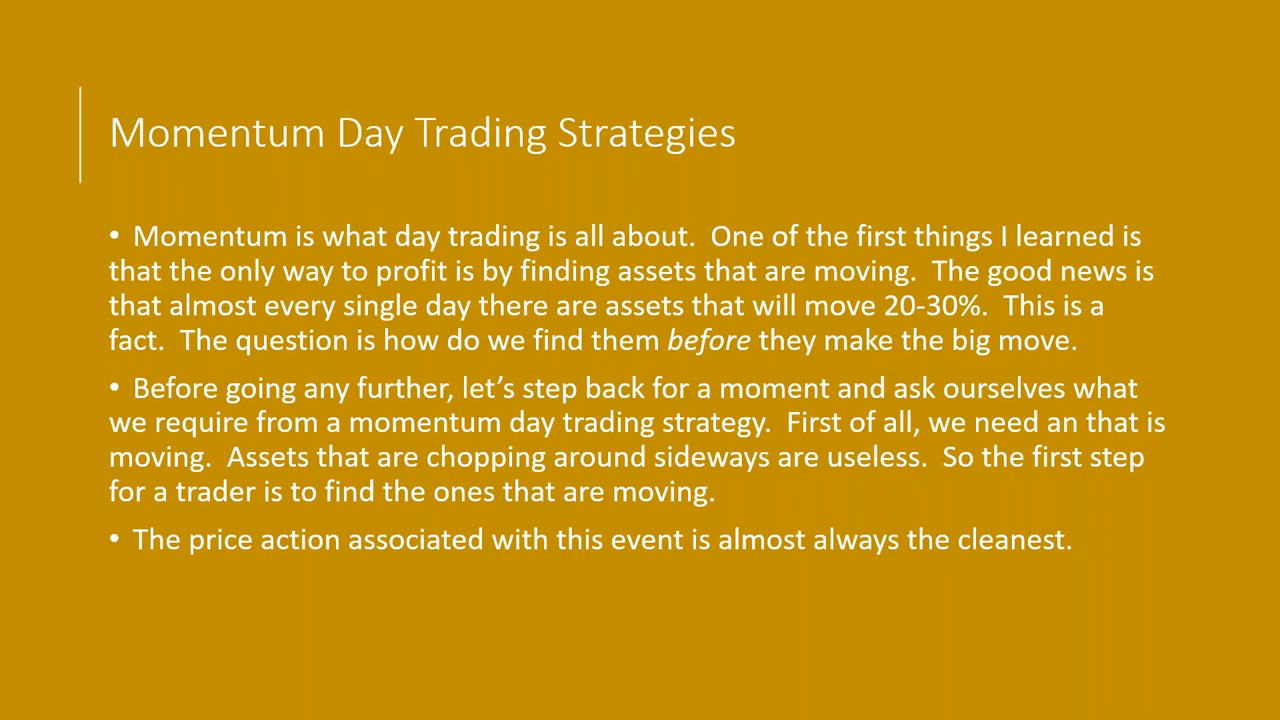 Momentum Day Trading Strategies
• Momentum is what day trading is all about.  One of the first things I learned is
that the only way to profit is by finding assets that are moving.  The good news is
that almost every single day there are assets that will move 20-30%.  This is a
fact.  The question is how do we find them before they make the big move.
• Before going any further, let’s step back for a moment and ask ourselves what
we require from a momentum day trading strategy.  First of all, we need an that is
moving.  Assets that are chopping around sideways are useless.  So the first step
for a trader is to find the ones that are moving.
• The price action associated with this event is almost always the cleanest.